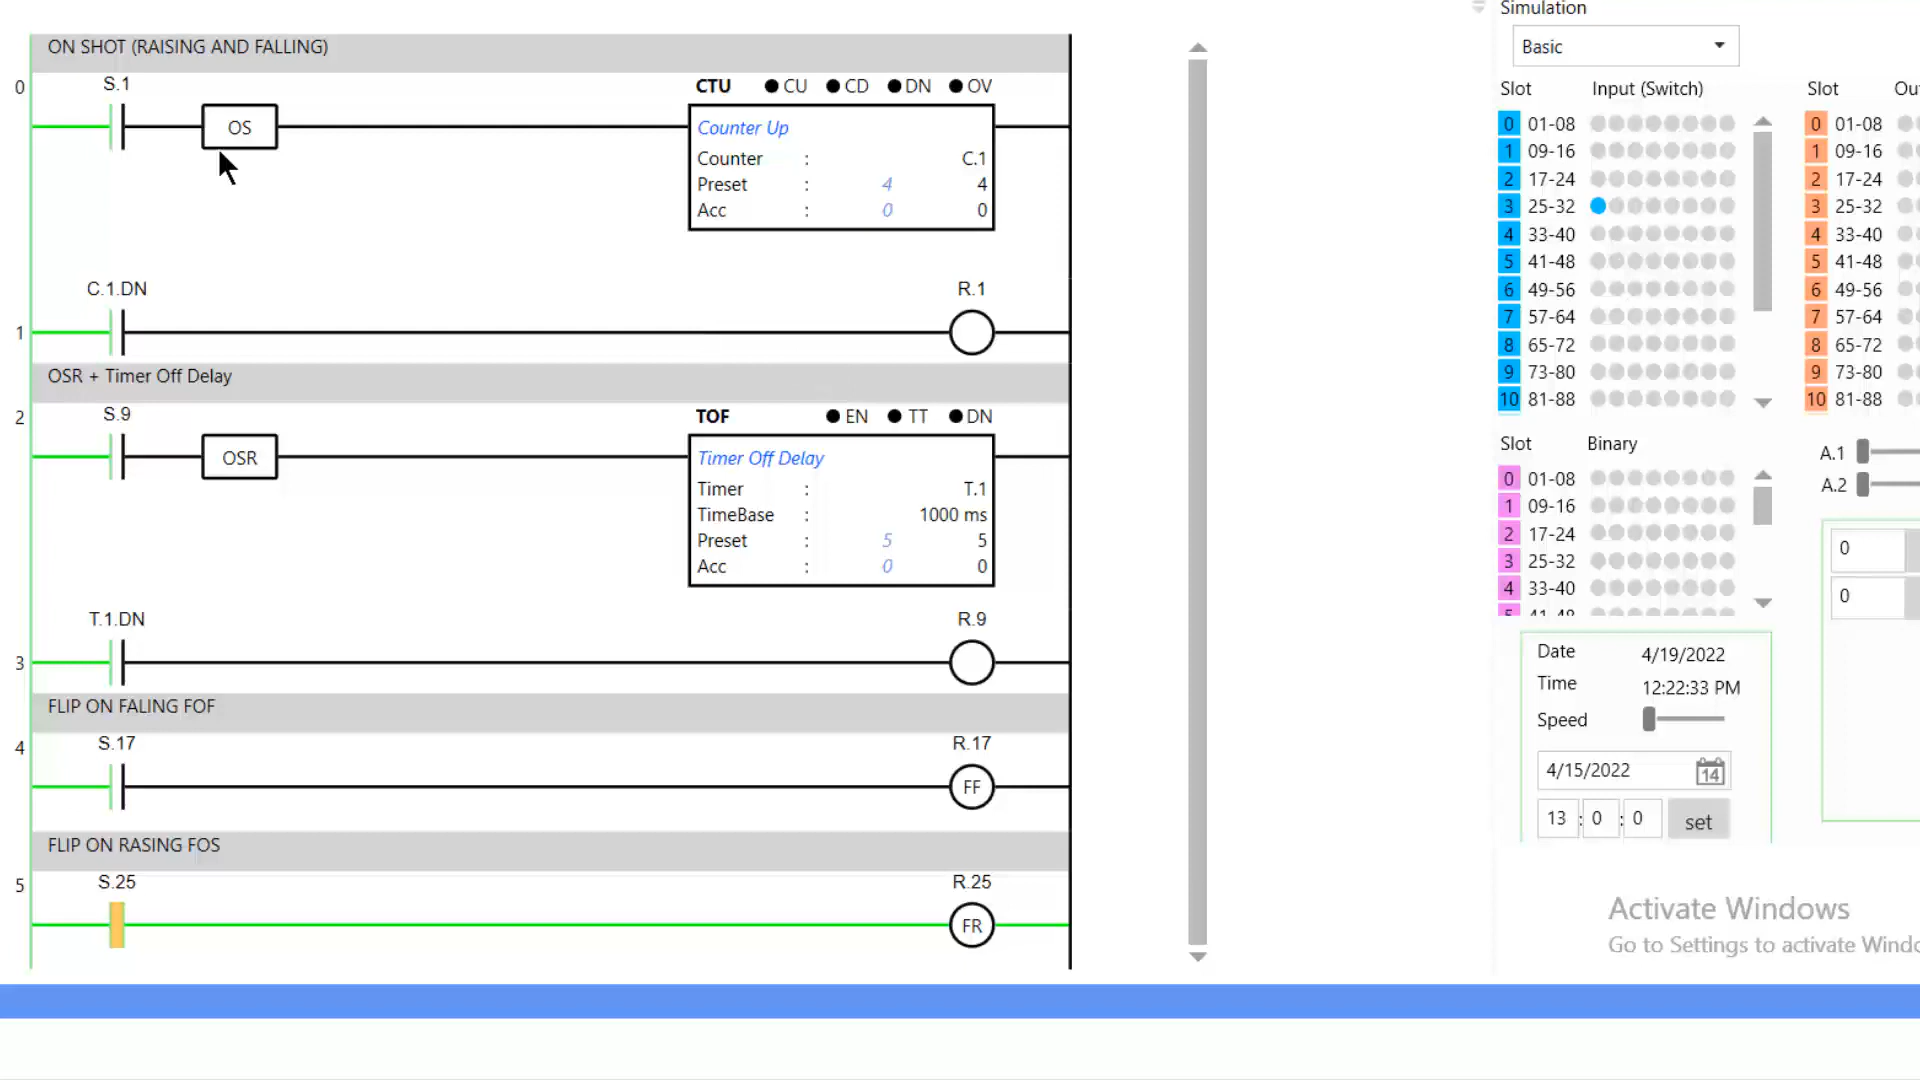 Simulation
Basic
ON SHOT (RAISING AND FALLING)
0
S.1
OS
CTU CU CD DN OV
Counter Up
Counter : C.1
Preset : 4 4
Acc : 0 0
C.1.DN R.1
1
OSR + Timer Off Delay
2
S.9
OSR
TOF EN TT DN
Timer Off Delay
Timer : T.1
TimeBase : 1000 ms
Preset : 5 5
Acc : 0 0
T.1.DN R.9
3
FLIP ON FALING FOF
4
S.17 R.17
FF
FLIP ON RASING FOS
5
S.25 R.25
FR
Slot Input (Switch)
0 01-08
1 09-16
2 17-24
3 25-32
4 33-40
5 41-48
6 49-56
7 57-64
8 65-72
9 73-80
10 81-88
Slot Ou
0 01-08
1 09-16
2 17-24
3 25-32
4 33-40
5 41-48
6 49-56
7 57-64
8 65-72
9 73-80
10 81-88
Slot Binary
0 01-08
1 09-16
2 17-24
3 25-32
4 33-40
A.1
A.2
0
0
Date 4/19/2022
Time 12:22:33 PM
Speed
4/15/2022 14
13 : 0 : 0 set
Activate Windows
Go to Settings to activate Windo